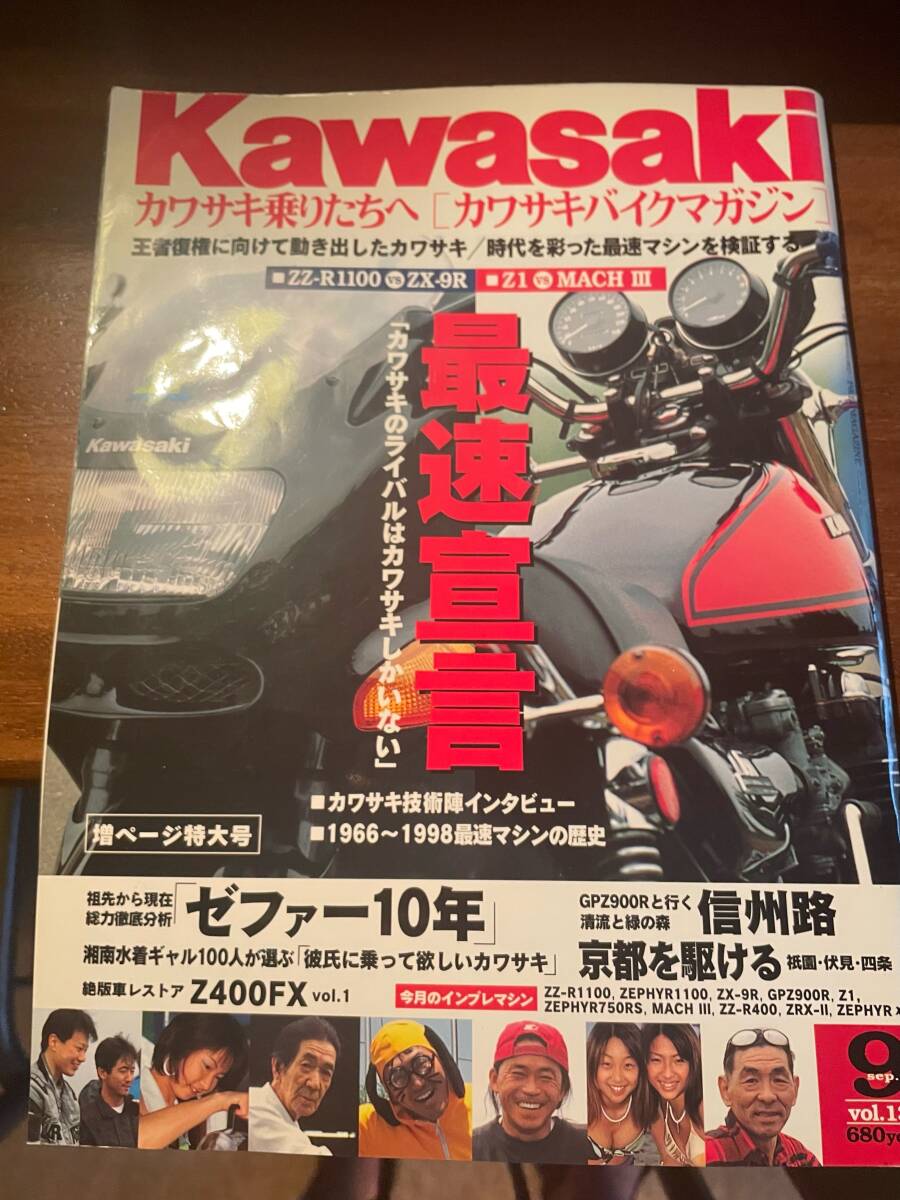 Kawasaki
カワサキ乗りたちへ［カワサキバイクマガジン］
王者復権に向けて動き出したカワサキ／時代を彩った最速マシンを検証する
■ZZ-R1100 vs ZX-9R ■Z1 vs MACH III
最速宣言
「カワサキのライバルはカワサキしかいない」
Kawasaki
■カワサキ技術陣インタビュー
■1966～1998最速マシンの歴史
増ページ特大号
祖先から現在
総力徹底分析
「ゼファー10年」
GPZ900Rと行く
清流と緑の森
信州路
湘南水着ギャル100人が選ぶ「彼氏に乗って欲しいカワサキ」
京都を駆ける 祇園・伏見・四条
絶版車レストア Z400FX vol.1
今月のインプレマシン
ZZ-R1100, ZEPHYR1100, ZX-9R, GPZ900R, Z1,
ZEPHYR750RS, MACH III, ZZ-R400, ZRX-II, ZEPHYR
9
sep.
680